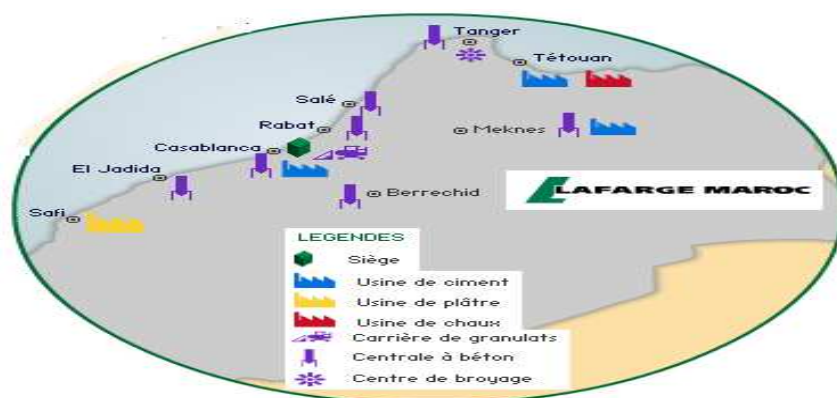 Tanger
Tétouan
Salé
Rabat
Meknes
Casablanca
El Jadida
Berrechid
LAFARGE MAROC
Safi
LEGENDES
Siège
Usine de ciment
Usine de plâtre
Usine de chaux
Carrière de granulats
Centrale à béton
Centre de broyage